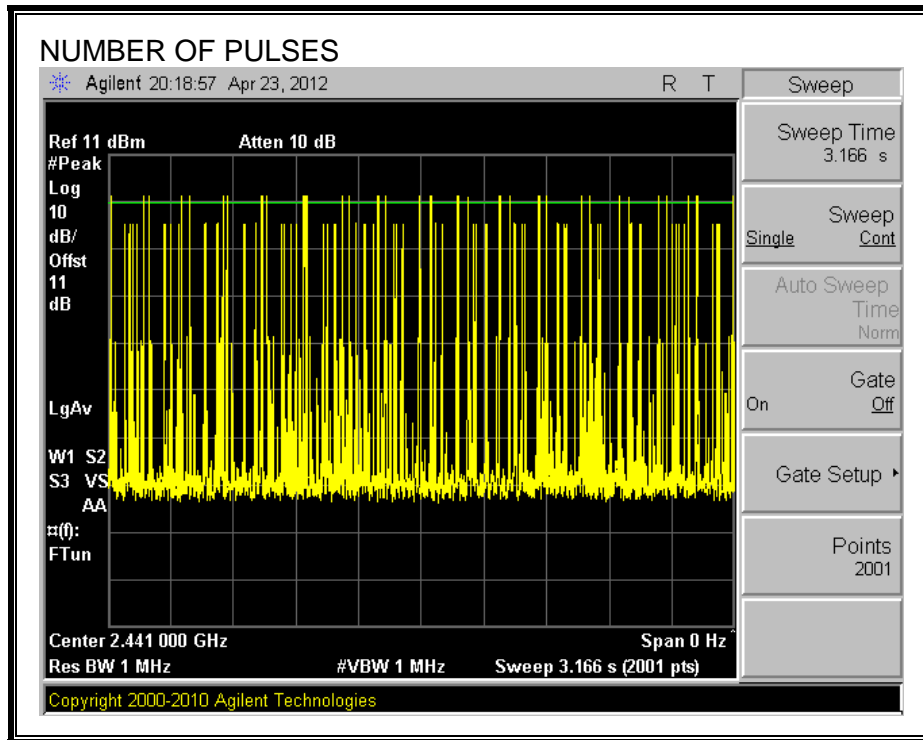 NUMBER OF PULSES
Agilent 20:18:57 Apr 23, 2012 R T
Ref 11 dBm Atten 10 dB
#Peak
Log
10
dB/
Offst
11
dB
LgAv
W1 S2
S3 VS
AA
¤(f):
FTun
Center 2.441 000 GHz Span 0 Hz^
Res BW 1 MHz #VBW 1 MHz Sweep 3.166 s (2001 pts)
Copyright 2000-2010 Agilent Technologies
Sweep
Sweep Time
3.166 s
Sweep
Single Cont
Auto Sweep
Time
Norm
Gate
On Off
Gate Setup
Points
2001